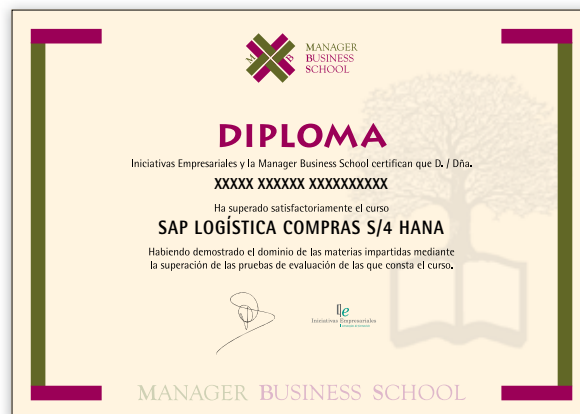 M B
MANAGER
BUSINESS
SCHOOL
DIPLOMA
Iniciativas Empresariales y la Manager Business School certifican que D. / Dña.
XXXXX XXXXXX XXXXXXXXXX
Ha superado satisfactoriamente el curso
SAP LOGÍSTICA COMPRAS S/4 HANA
Habiendo demostrado el dominio de las materias impartidas mediante
la superación de las pruebas de evaluación de las que consta el curso.
Iniciativas Empresariales
MANAGER BUSINESS SCHOOL